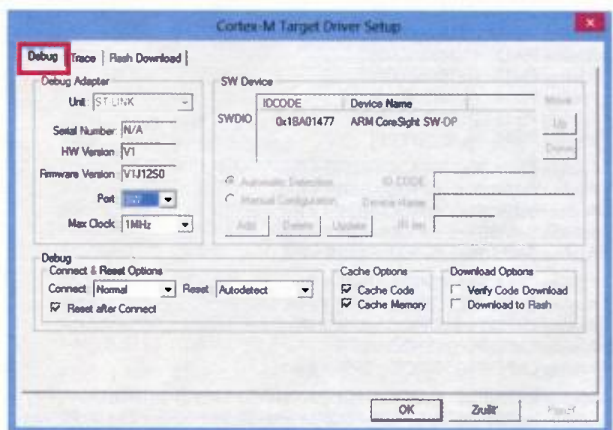 Cortex-M Target Driver Setup
Debug Trace Flash Download
Debug Adapter
Unit: ST-LINK
Serial Number: N/A
HW Version: V1
Firmware Version: V1J12S0
Port: SW
Max Clock: 1MHz
SW Device
IDCODE Device Name
SWDIO 0x1BA01477 ARM CoreSight SW-DP
Move
Up
Down
Automatic Detection ID CODE:
Manual Configuration Device Name:
Add Delete Update IR len:
Debug
Connect & Reset Options
Connect: Normal Reset: Autodetect
Reset after Connect
Cache Options
Cache Code
Cache Memory
Download Options
Verify Code Download
Download to Flash
OK Zrušit